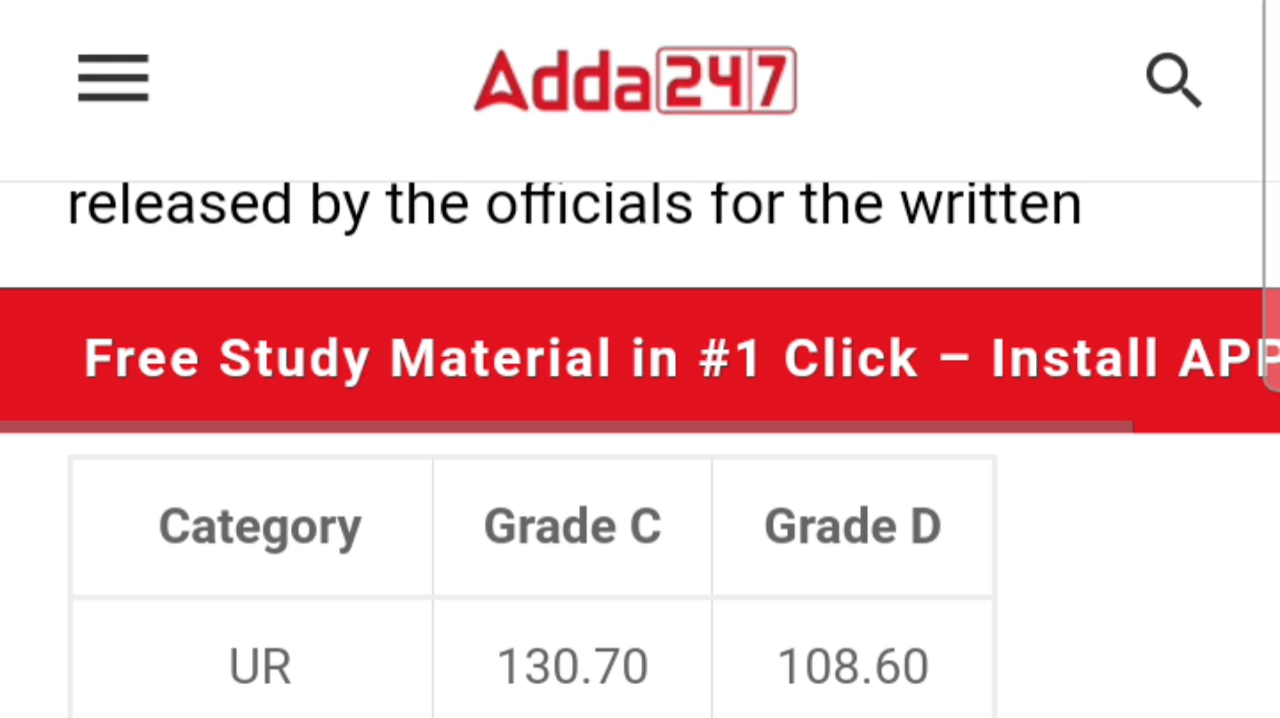 Adda247
released by the officials for the written
Free Study Material in #1 Click – Install APP
Category Grade C Grade D
UR 130.70 108.60